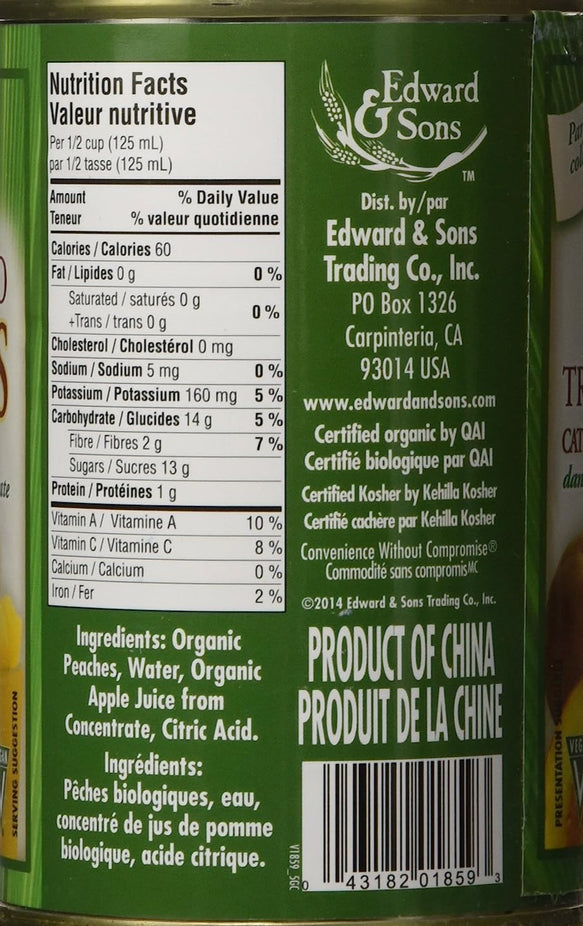 Nutrition Facts
Valeur nutritive
Per 1/2 cup (125 mL)
par 1/2 tasse (125 mL)
Amount % Daily Value
Teneur % valeur quotidienne
Calories / Calories 60
Fat / Lipides 0 g 0 %
Saturated / saturés 0 g
+Trans / trans 0 g 0 %
Cholesterol / Cholestérol 0 mg
Sodium / Sodium 5 mg 0 %
Potassium / Potassium 160 mg 5 %
Carbohydrate / Glucides 14 g 5 %
Fibre / Fibres 2 g 7 %
Sugars / Sucres 13 g
Protein / Protéines 1 g
Vitamin A / Vitamine A 10 %
Vitamin C / Vitamine C 8 %
Calcium / Calcium 0 %
Iron / Fer 2 %
Ingredients: Organic
Peaches, Water, Organic
Apple Juice from
Concentrate, Citric Acid.
Ingrédients:
Pêches biologiques, eau,
concentré de jus de pomme
biologique, acide citrique.
Edward
& Sons
TM
Dist. by/par
Edward & Sons
Trading Co., Inc.
PO Box 1326
Carpinteria, CA
93014 USA
www.edwardandsons.com
Certified organic by QAI
Certifié biologique par QAI
Certified Kosher by Kehilla Kosher
Certifié cachère par Kehilla Kosher
Convenience Without Compromise®
Commodité sans compromis MC
©2014 Edward & Sons Trading Co., Inc.
PRODUCT OF CHINA
PRODUIT DE LA CHINE
V1859_SGC
0 43182 01859 3
SERVING SUGGESTION
PRESENTATION